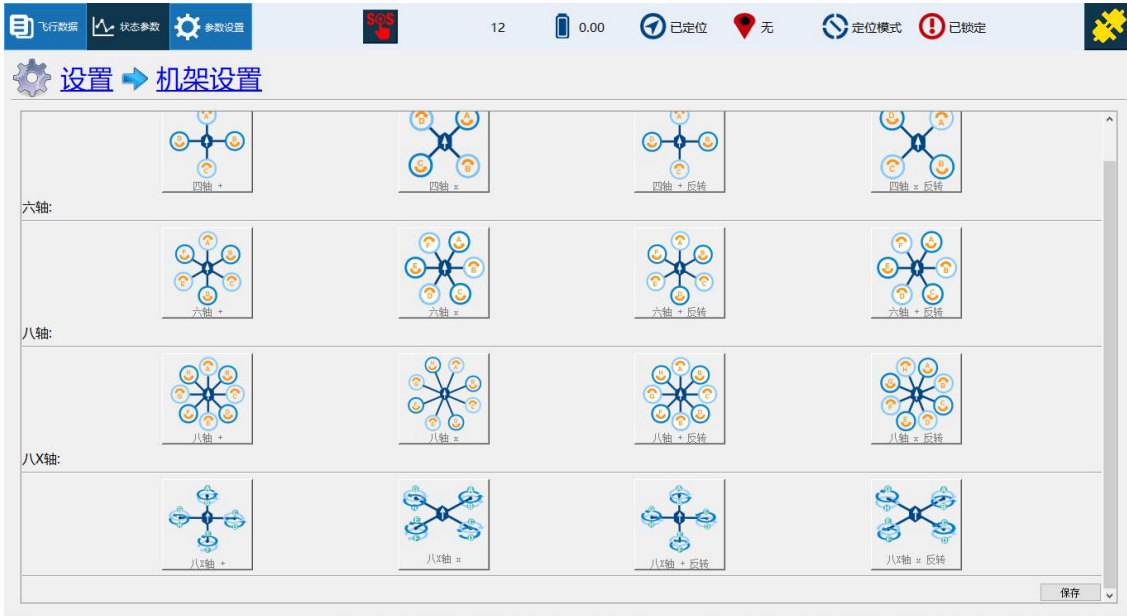 飞行数据 状态参数 参数设置 SOS 12 0.00 已定位 无 定位模式 已锁定
设置 机架设置
四轴 + 四轴 x 四轴 + 反转 四轴 x 反转
六轴:
六轴 + 六轴 x 六轴 + 反转 六轴 + 反转
八轴:
八轴 + 八轴 x 八轴 + 反转 八轴 x 反转
八X轴:
八X轴 + 八X轴 x 八X轴 + 反转 八X轴 x 反转
保存